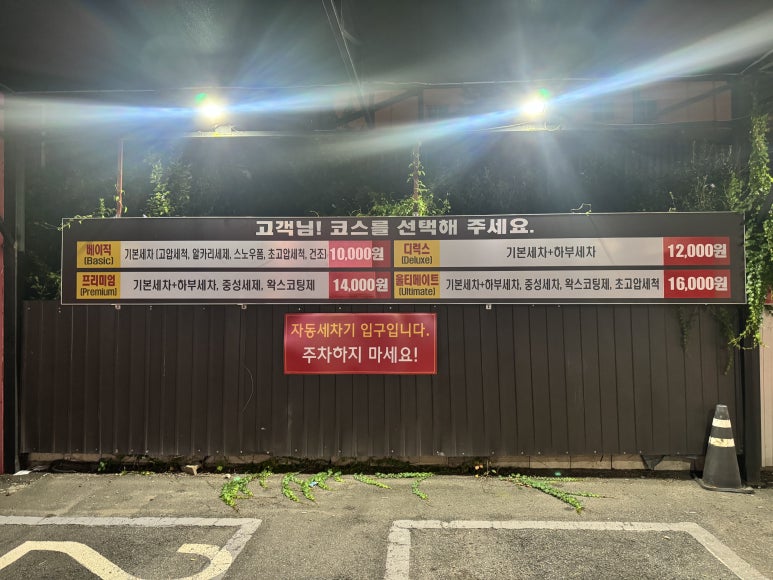 고객님! 코스를 선택해 주세요.
베이직 (Basic) 기본세차 (고압세척, 알카리세제, 스노우폼, 초고압세척, 건조) 10,000원
디럭스 (Deluxe) 기본세차+하부세차 12,000원
프리미엄 (Premium) 기본세차+하부세차, 중성세제, 왁스코팅제 14,000원
울티메이트 (Ultimate) 기본세차+하부세차, 중성세제, 왁스코팅제, 초고압세척 16,000원
자동세차기 입구입니다.
주차하지 마세요!